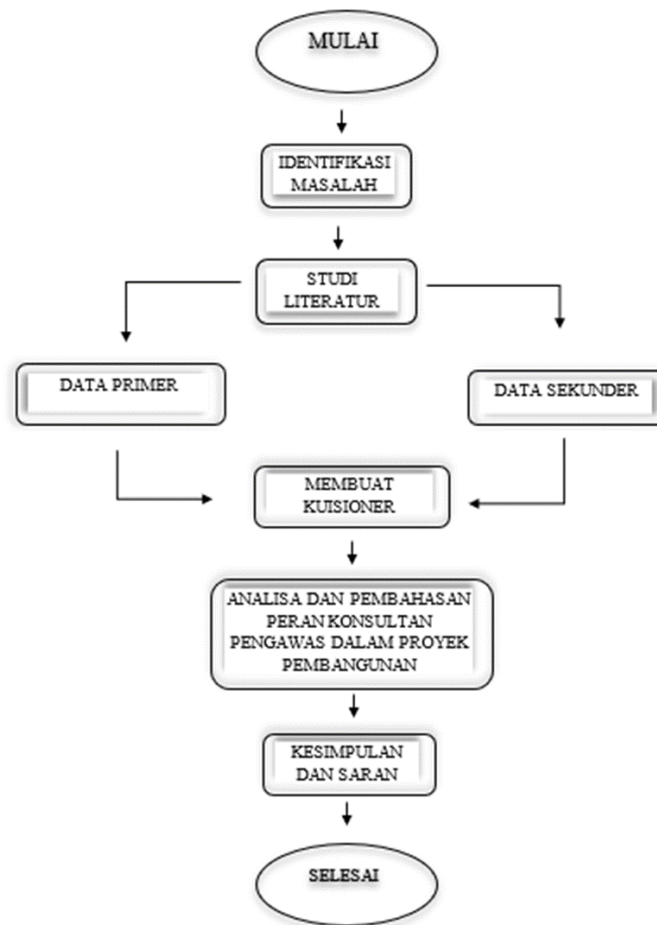 MULAI
IDENTIFIKASI
MASALAH
STUDI
LITERATUR
DATA PRIMER
DATA SEKUNDER
MEMBUAT
KUISIONER
ANALISA DAN PEMBAHASAN
PERAN KONSULTAN
PENGAWAS DALAM PROYEK
PEMBANGUNAN
KESIMPULAN
DAN SARAN
SELESAI